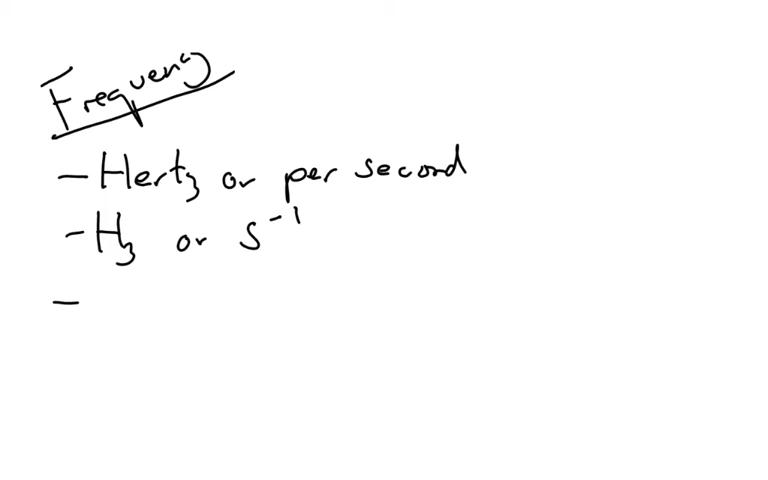 Frequency
- Hertz or per second
- Hz or s⁻¹
-